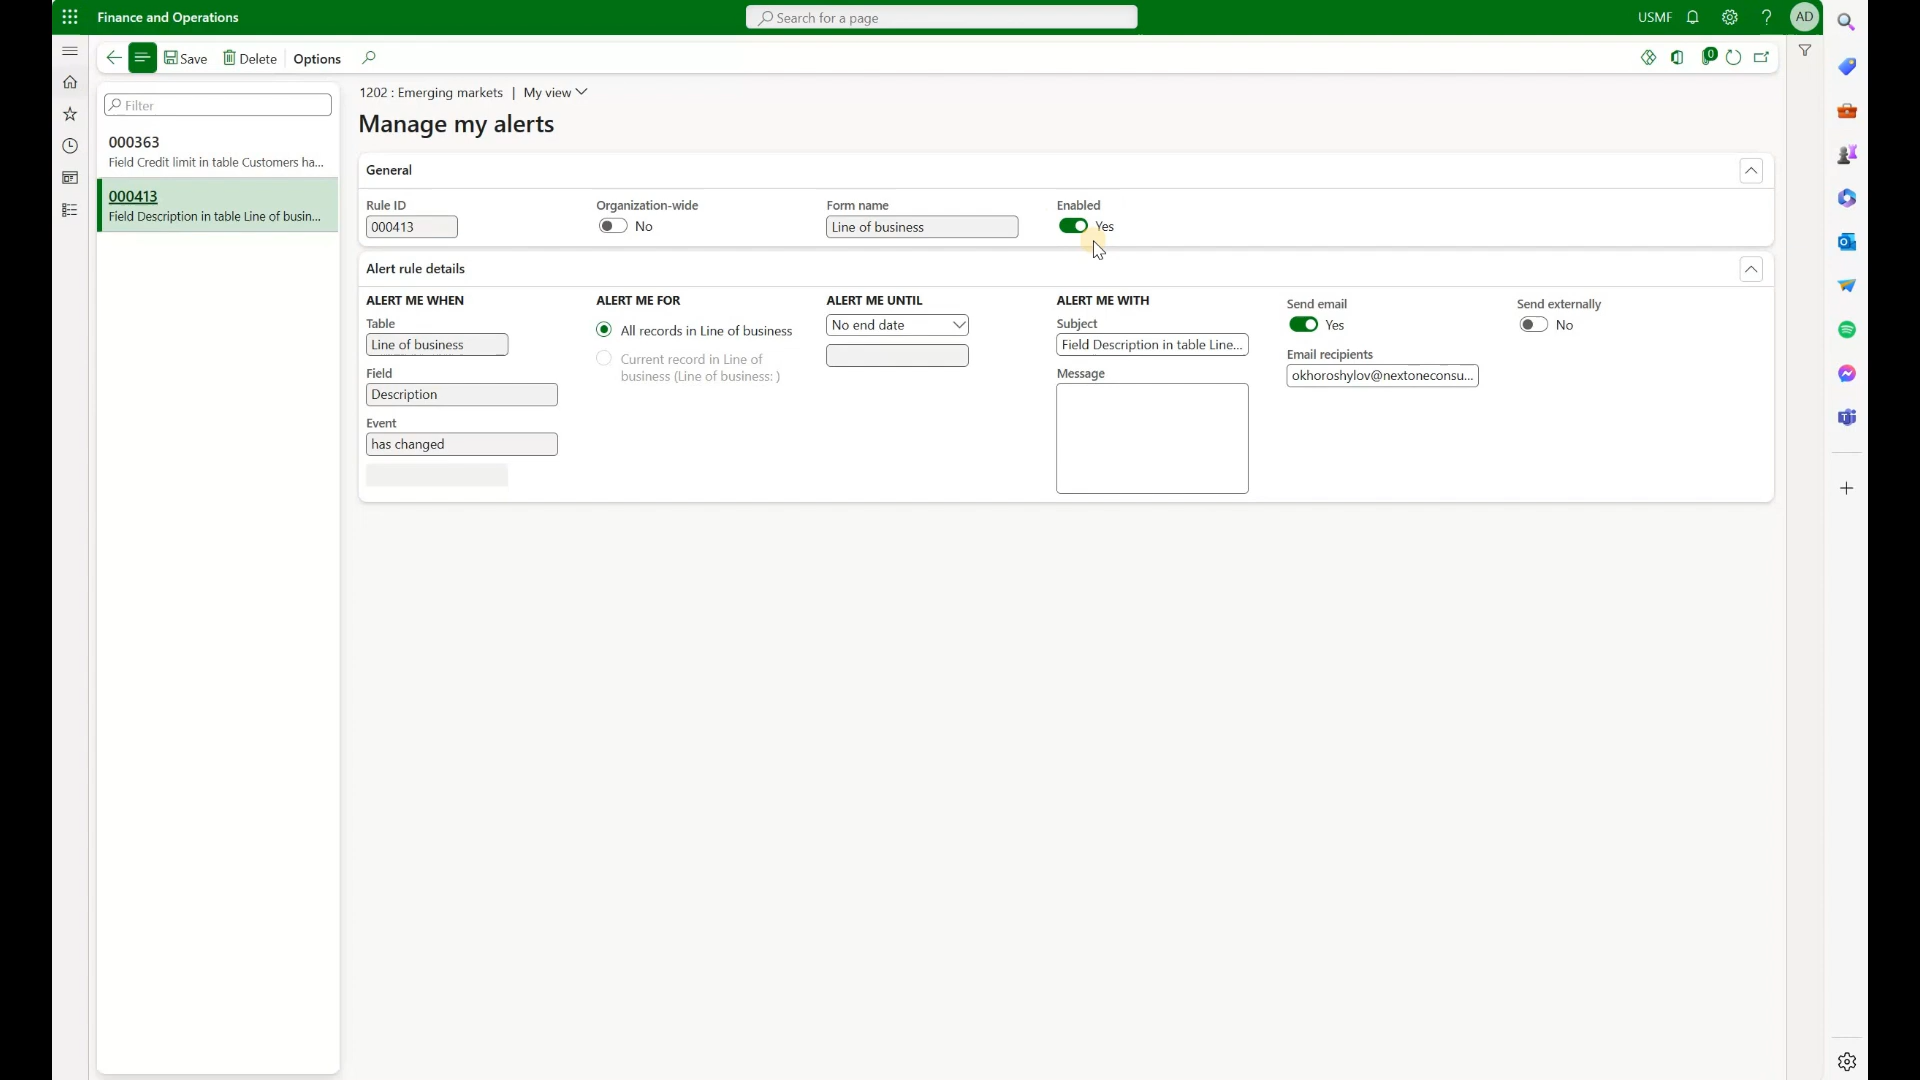 Finance and Operations
Search for a page
USMF
AD
Save
Delete
Options
0
Filter
000363
Field Credit limit in table Customers ha...
000413
Field Description in table Line of busin...
1202 : Emerging markets | My view
Manage my alerts
General
Rule ID
000413
Organization-wide
No
Form name
Line of business
Enabled
Yes
Alert rule details
ALERT ME WHEN
Table
Line of business
Field
Description
Event
has changed
ALERT ME FOR
All records in Line of business
Current record in Line of
business (Line of business: )
ALERT ME UNTIL
No end date
ALERT ME WITH
Subject
Field Description in table Line...
Message
Send email
Yes
Email recipients
okhoroshylov@nextoneconsu...
Send externally
No